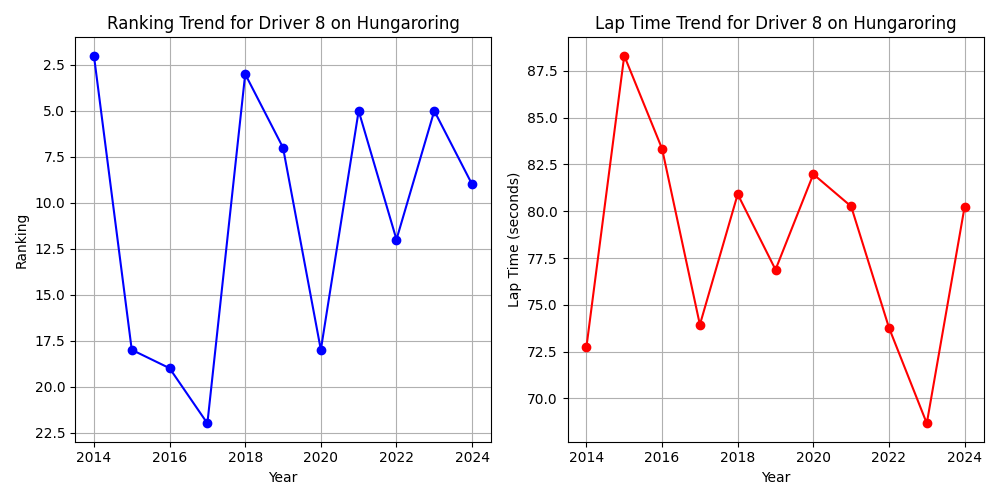 Ranking Trend for Driver 8 on Hungaroring
2.5
5.0
7.5
10.0
12.5
15.0
17.5
20.0
22.5
Ranking
2014 2016 2018 2020 2022 2024
Year
Lap Time Trend for Driver 8 on Hungaroring
87.5
85.0
82.5
80.0
77.5
75.0
72.5
70.0
Lap Time (seconds)
2014 2016 2018 2020 2022 2024
Year